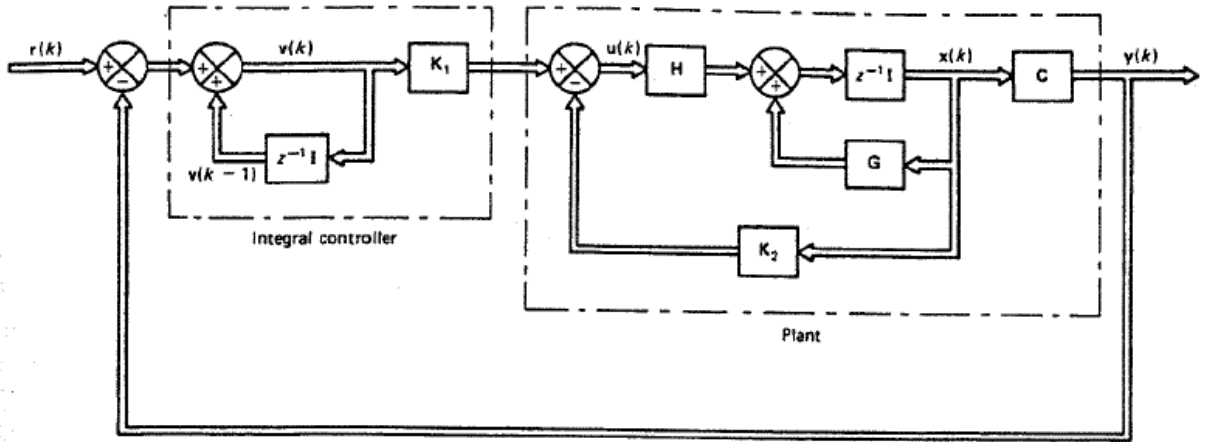 r(k)
+
−
+
+
v(k)
K₁
z⁻¹I
v(k − 1)
Integral controller
+
−
u(k)
H
+
+
z⁻¹I
x(k)
C
y(k)
G
K₂
Plant